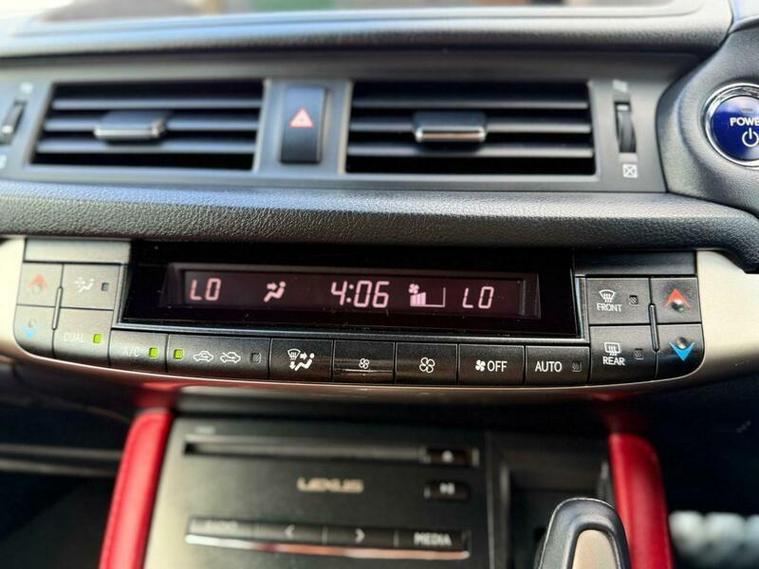 POWER
LO 4:06 LO
FRONT
DUAL A/C OFF AUTO REAR
LEXUS
MEDIA